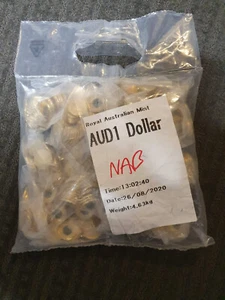 Royal Australian Mint
AUD1 Dollar
NAB
Time:13:02:40
Date:26/08/2020
Weight:4.63kg